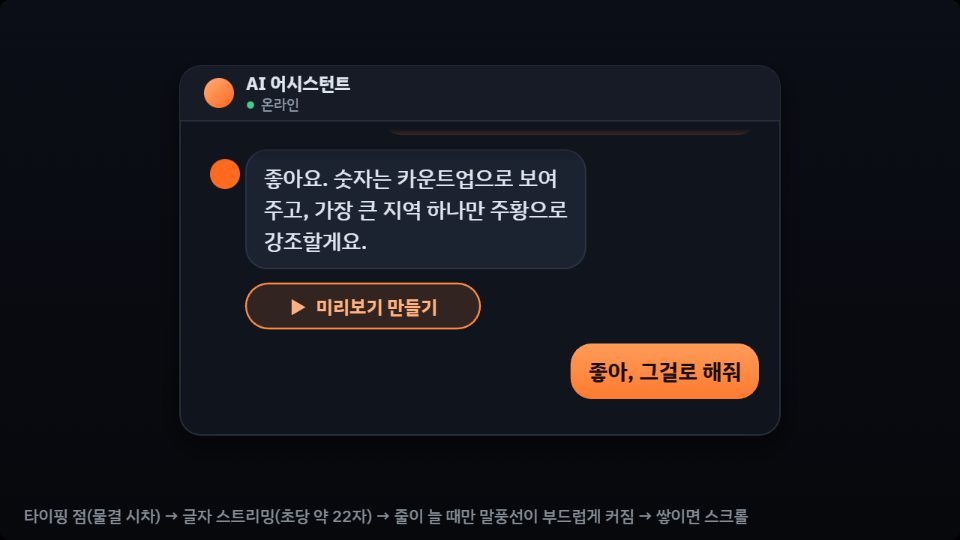 AI 어시스턴트
온라인
좋아요. 숫자는 카운트업으로 보여
주고, 가장 큰 지역 하나만 주황으로
강조할게요.
▶ 미리보기 만들기
좋아, 그걸로 해줘
타이핑 점(물결 시차) → 글자 스트리밍(초당 약 22자) → 줄이 늘 때만 말풍선이 부드럽게 커짐 → 쌓이면 스크롤